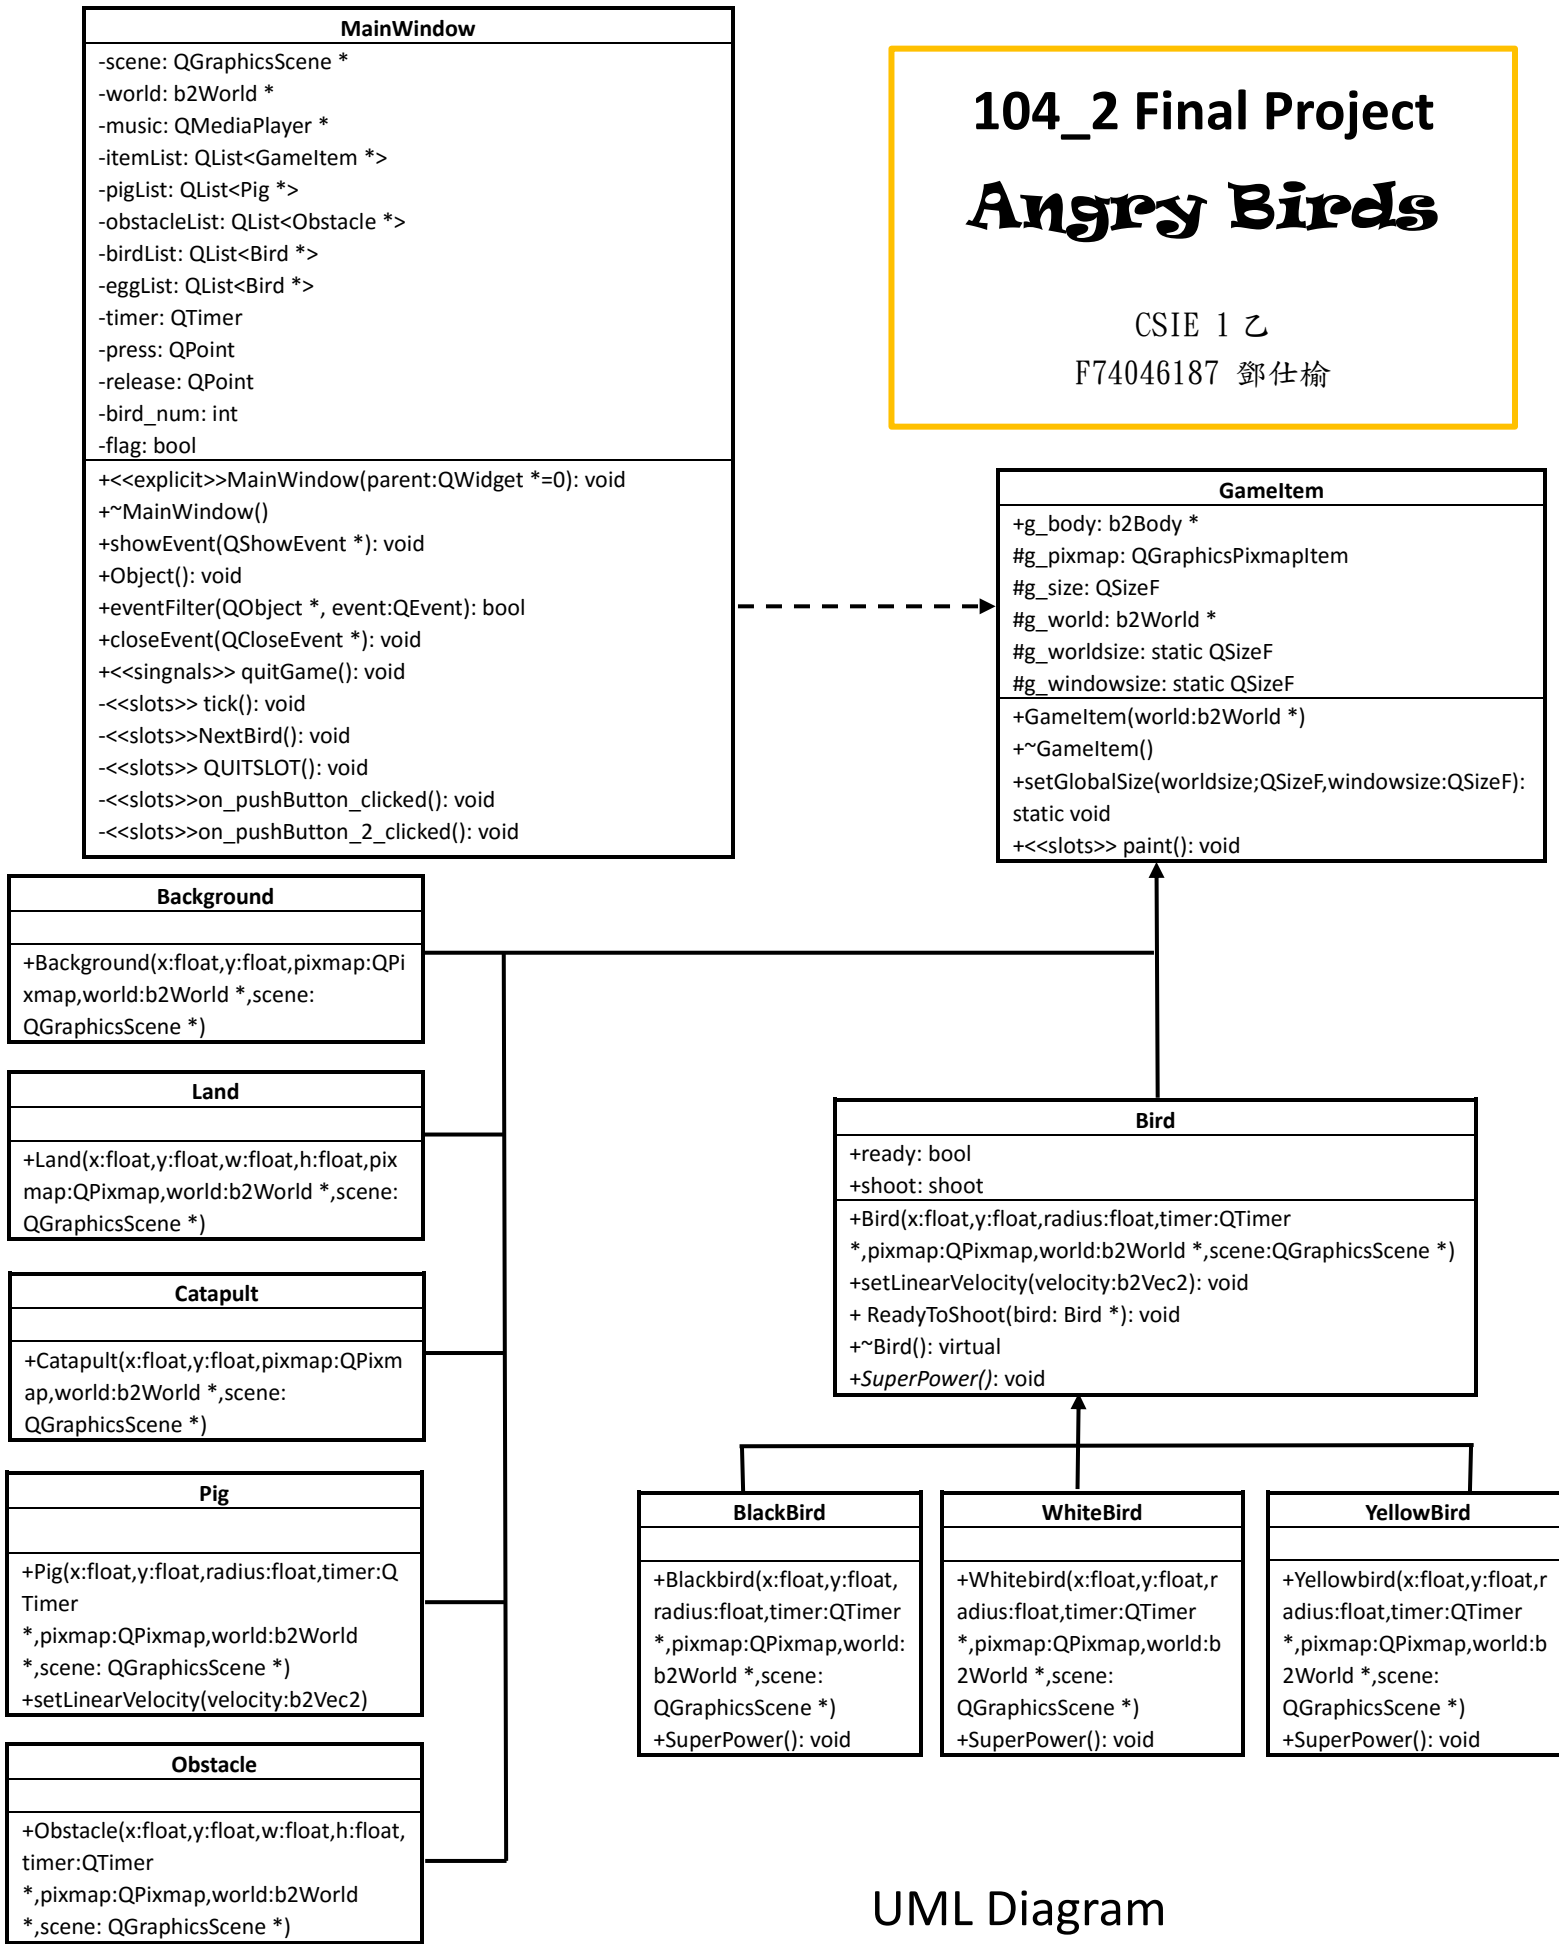 MainWindow
-scene: QGraphicsScene *
-world: b2World *
-music: QMediaPlayer *
-itemList: QList<GameItem *>
-pigList: QList<Pig *>
-obstacleList: QList<Obstacle *>
-birdList: QList<Bird *>
-eggList: QList<Bird *>
-timer: QTimer
-press: QPoint
-release: QPoint
-bird_num: int
-flag: bool
+<<explicit>>MainWindow(parent:QWidget *=0): void
+~MainWindow()
+showEvent(QShowEvent *): void
+Object(): void
+eventFilter(QObject *, event:QEvent): bool
+closeEvent(QCloseEvent *): void
+<<singnals>> quitGame(): void
-<<slots>> tick(): void
-<<slots>>NextBird(): void
-<<slots>> QUITSLOT(): void
-<<slots>>on_pushButton_clicked(): void
-<<slots>>on_pushButton_2_clicked(): void
104_2 Final Project
Angry Birds
CSIE 1 乙
F74046187 鄧仕榆
GameItem
+g_body: b2Body *
#g_pixmap: QGraphicsPixmapItem
#g_size: QSizeF
#g_world: b2World *
#g_worldsize: static QSizeF
#g_windowsize: static QSizeF
+GameItem(world:b2World *)
+~GameItem()
+setGlobalSize(worldsize;QSizeF,windowsize:QSizeF):
static void
+<<slots>> paint(): void
Background
+Background(x:float,y:float,pixmap:QPi
xmap,world:b2World *,scene:
QGraphicsScene *)
Land
+Land(x:float,y:float,w:float,h:float,pix
map:QPixmap,world:b2World *,scene:
QGraphicsScene *)
Catapult
+Catapult(x:float,y:float,pixmap:QPixm
ap,world:b2World *,scene:
QGraphicsScene *)
Pig
+Pig(x:float,y:float,radius:float,timer:Q
Timer
*,pixmap:QPixmap,world:b2World
*,scene: QGraphicsScene *)
+setLinearVelocity(velocity:b2Vec2)
Obstacle
+Obstacle(x:float,y:float,w:float,h:float,
timer:QTimer
*,pixmap:QPixmap,world:b2World
*,scene: QGraphicsScene *)
Bird
+ready: bool
+shoot: shoot
+Bird(x:float,y:float,radius:float,timer:QTimer
*,pixmap:QPixmap,world:b2World *,scene:QGraphicsScene *)
+setLinearVelocity(velocity:b2Vec2): void
+ ReadyToShoot(bird: Bird *): void
+~Bird(): virtual
+SuperPower(): void
BlackBird
+Blackbird(x:float,y:float,
radius:float,timer:QTimer
*,pixmap:QPixmap,world:
b2World *,scene:
QGraphicsScene *)
+SuperPower(): void
WhiteBird
+Whitebird(x:float,y:float,r
adius:float,timer:QTimer
*,pixmap:QPixmap,world:b
2World *,scene:
QGraphicsScene *)
+SuperPower(): void
YellowBird
+Yellowbird(x:float,y:float,r
adius:float,timer:QTimer
*,pixmap:QPixmap,world:b
2World *,scene:
QGraphicsScene *)
+SuperPower(): void
UML Diagram